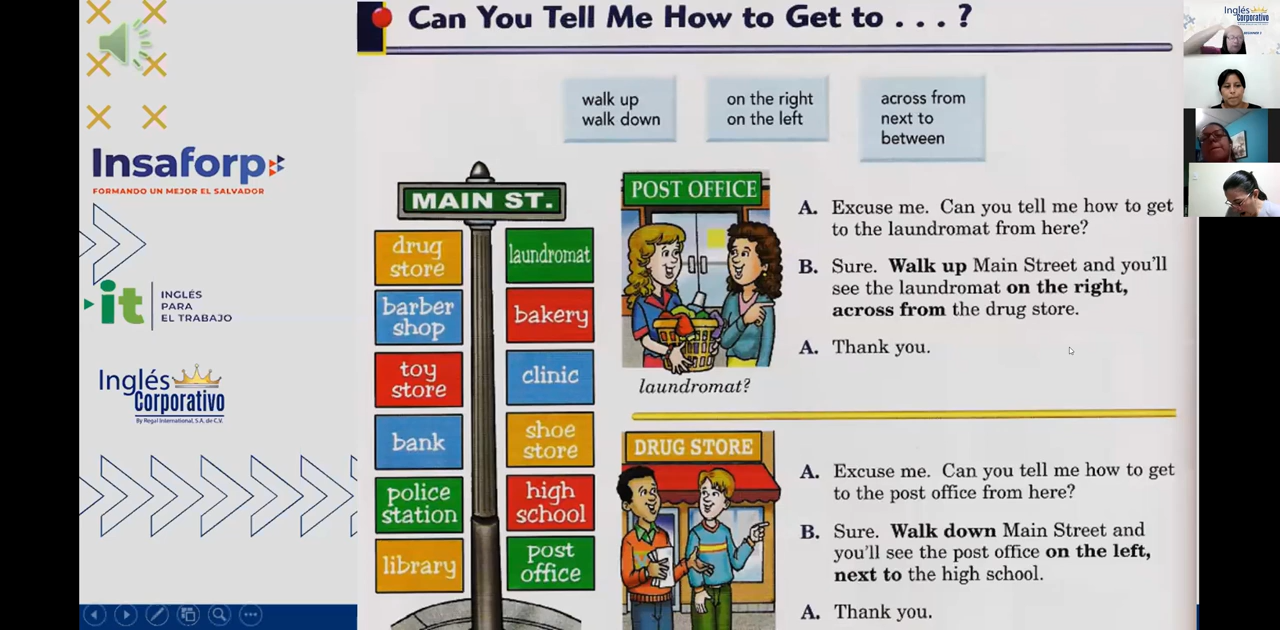 Can You Tell Me How to Get to . . . ?
walk up
walk down
on the right
on the left
across from
next to
between
Insaforp
FORMANDO UN MEJOR EL SALVADOR
it
INGLÉS
PARA
EL TRABAJO
Inglés
Corporativo
By Regal International, S.A. de C.V.
MAIN ST.
drug
store
laundromat
barber
shop
bakery
toy
store
clinic
bank
shoe
store
police
station
high
school
library
post
office
POST OFFICE
laundromat?
A. Excuse me. Can you tell me how to get
to the laundromat from here?
B. Sure. Walk up Main Street and you'll
see the laundromat on the right,
across from the drug store.
A. Thank you.
DRUG STORE
A. Excuse me. Can you tell me how to get
to the post office from here?
B. Sure. Walk down Main Street and
you'll see the post office on the left,
next to the high school.
A. Thank you.
Inglés
Corporativo